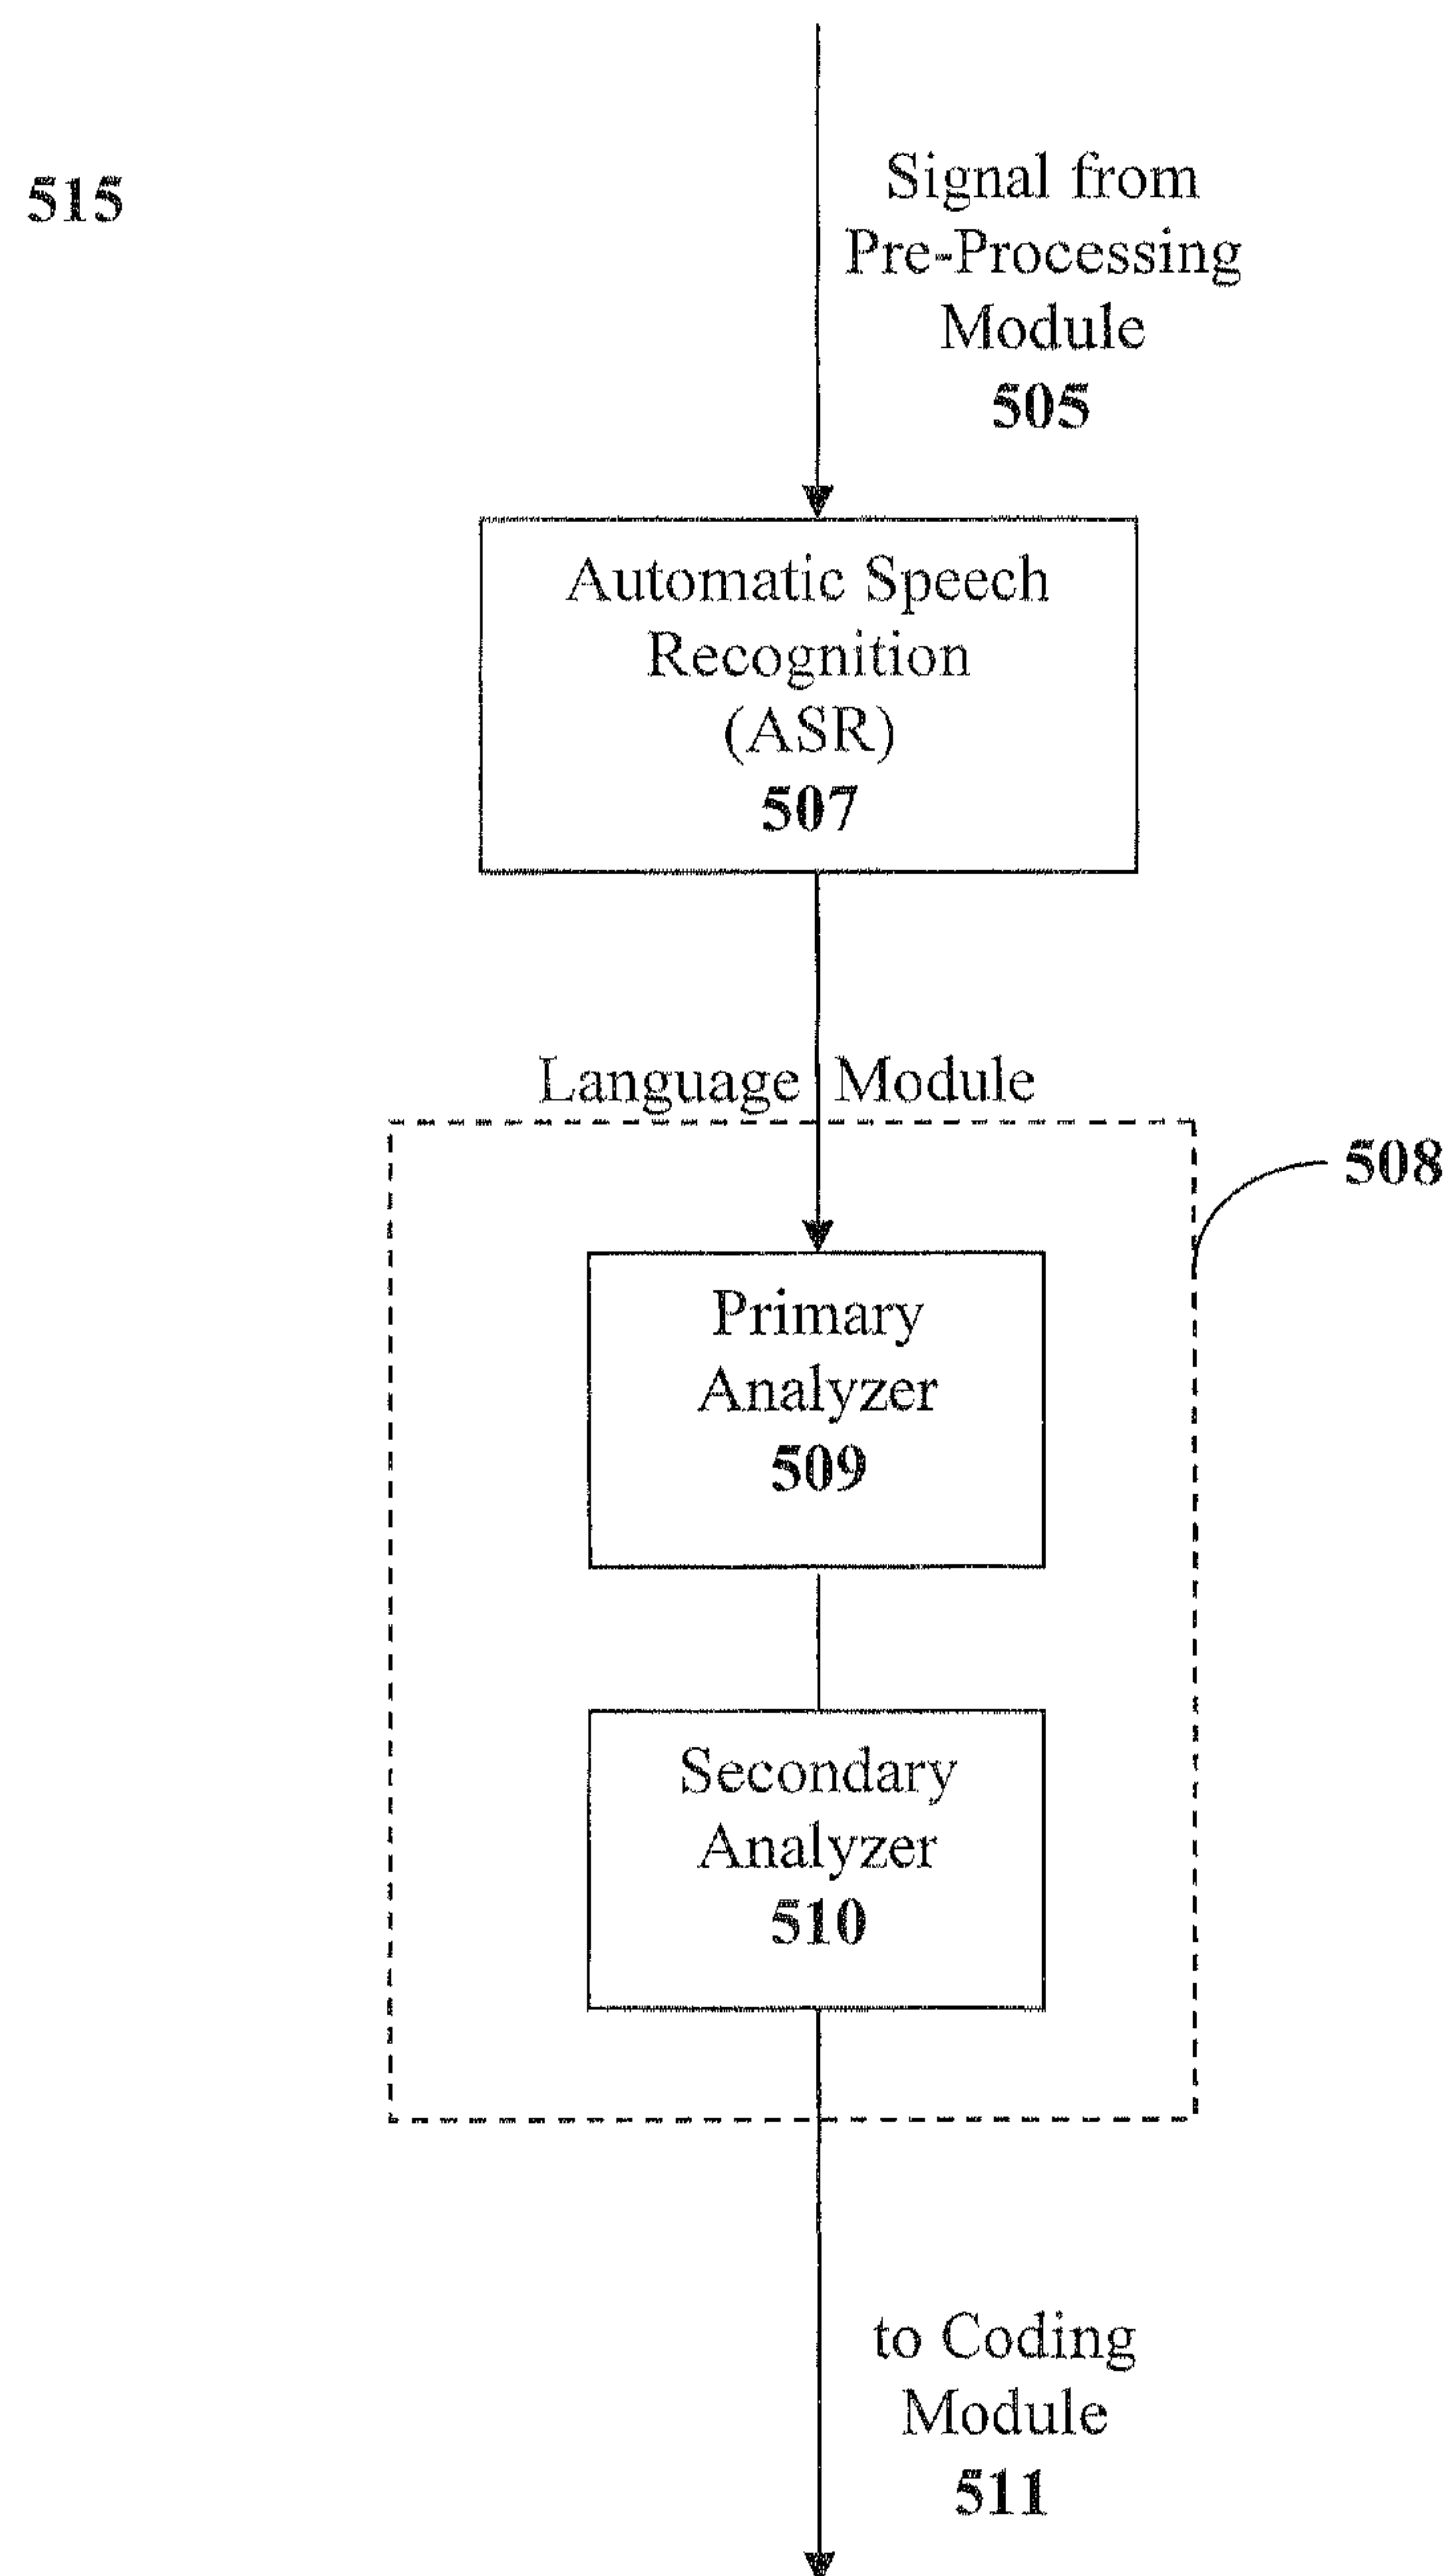 515
Signal from
Pre-Processing
Module
505
Automatic Speech
Recognition
(ASR)
507
Language Module
508
Primary
Analyzer
509
Secondary
Analyzer
510
to Coding
Module
511